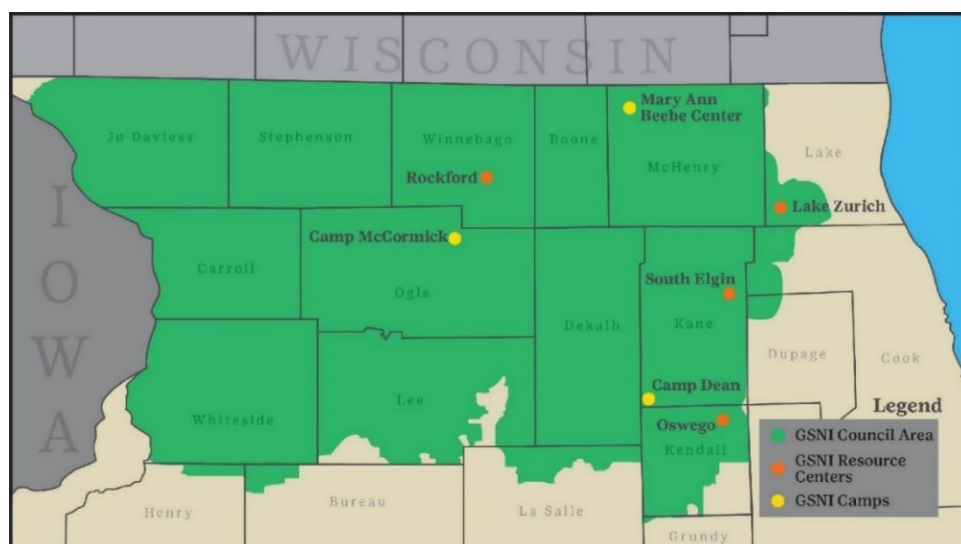 WISCONSIN
Mary Ann
Beebe Center
Jo Daviess
Stephenson
Winnebago
Boone
McHenry
Lake
Rockford
Lake Zurich
Camp McCormick
Carroll
Ogle
South Elgin
Dekalb
Kane
Dupage
Cook
IOWA
Camp Dean
Lee
Whiteside
Oswego
Kendall
Legend
GSNI Council Area
GSNI Resource
Centers
GSNI Camps
Henry
Bureau
La Salle
Grundy